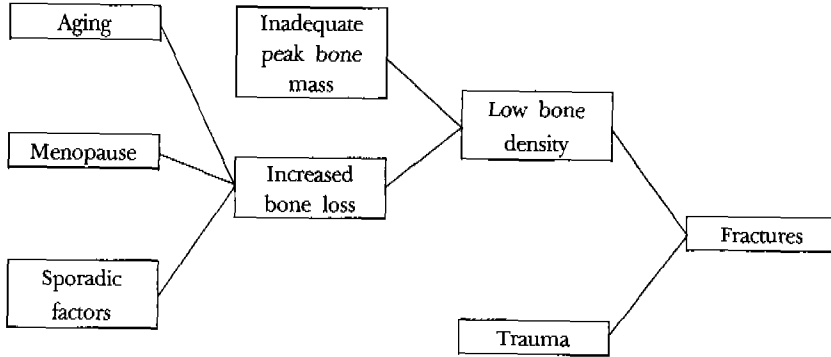 Aging
Inadequate
peak bone
mass
Low bone
density
Menopause
Increased
bone loss
Fractures
Sporadic
factors
Trauma